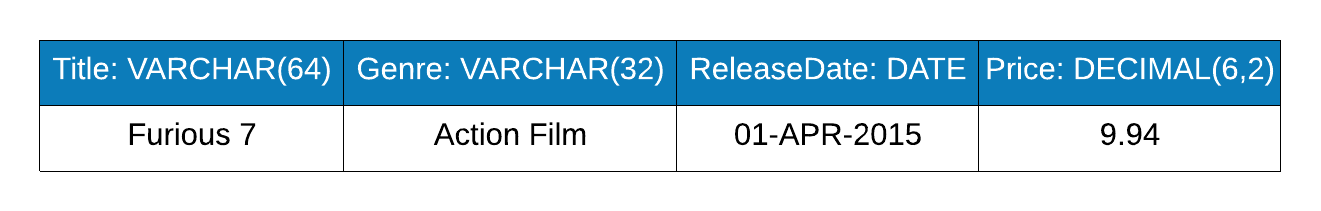 Title: VARCHAR(64) Genre: VARCHAR(32) ReleaseDate: DATE Price: DECIMAL(6,2)
Furious 7 Action Film 01-APR-2015 9.94